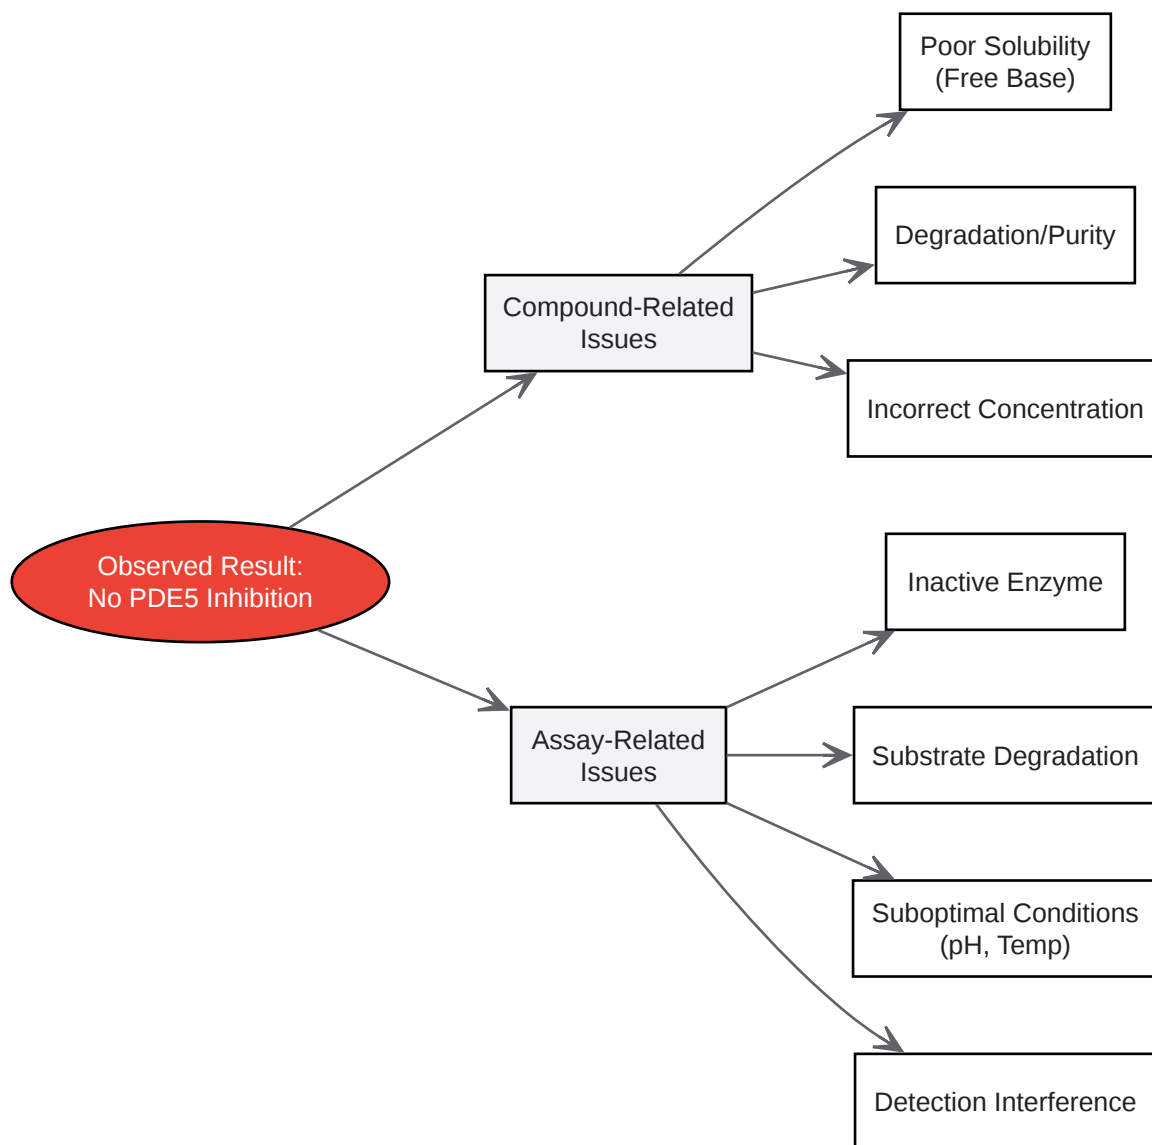 Poor Solubility
(Free Base)
Degradation/Purity
Compound-Related
Issues
Incorrect Concentration
Observed Result:
No PDE5 Inhibition
Inactive Enzyme
Assay-Related
Issues
Substrate Degradation
Suboptimal Conditions
(pH, Temp)
Detection Interference